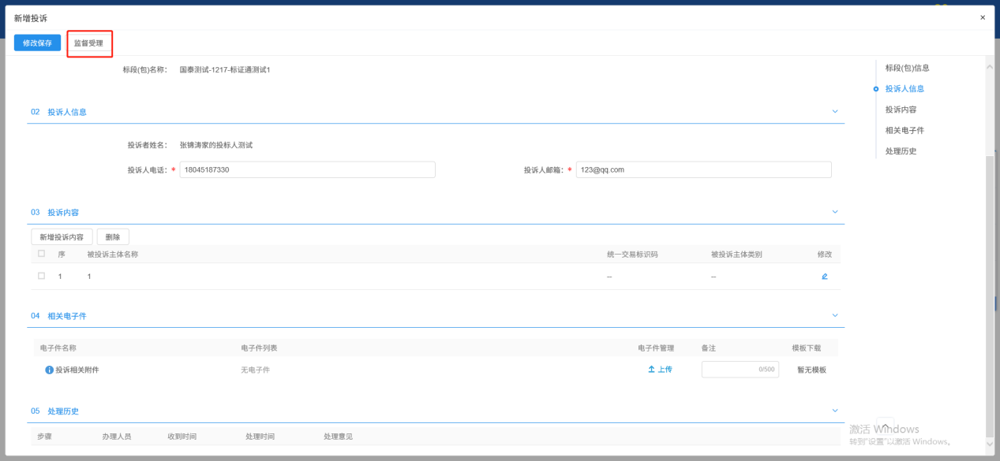 新增投诉
×
修改保存 监督受理
标段(包)名称: 国泰测试-1217-标证通测试1
标段(包)信息
投诉人信息
投诉内容
相关电子件
处理历史
02 投诉人信息
投诉者姓名: 张锦涛家的投标人测试
投诉人电话: * 18045187330 投诉人邮箱: * 123@qq.com
03 投诉内容
新增投诉内容 删除
序 被投诉主体名称 统一交易标识码 被投诉主体类别 修改
1 1 -- --
04 相关电子件
电子件名称 电子件列表 电子件管理 备注 模板下载
投诉相关附件 无电子件 上传 0/500 暂无模板
05 处理历史
步骤 办理人员 收到时间 处理时间 处理意见
激活 Windows
转到"设置"以激活 Windows。